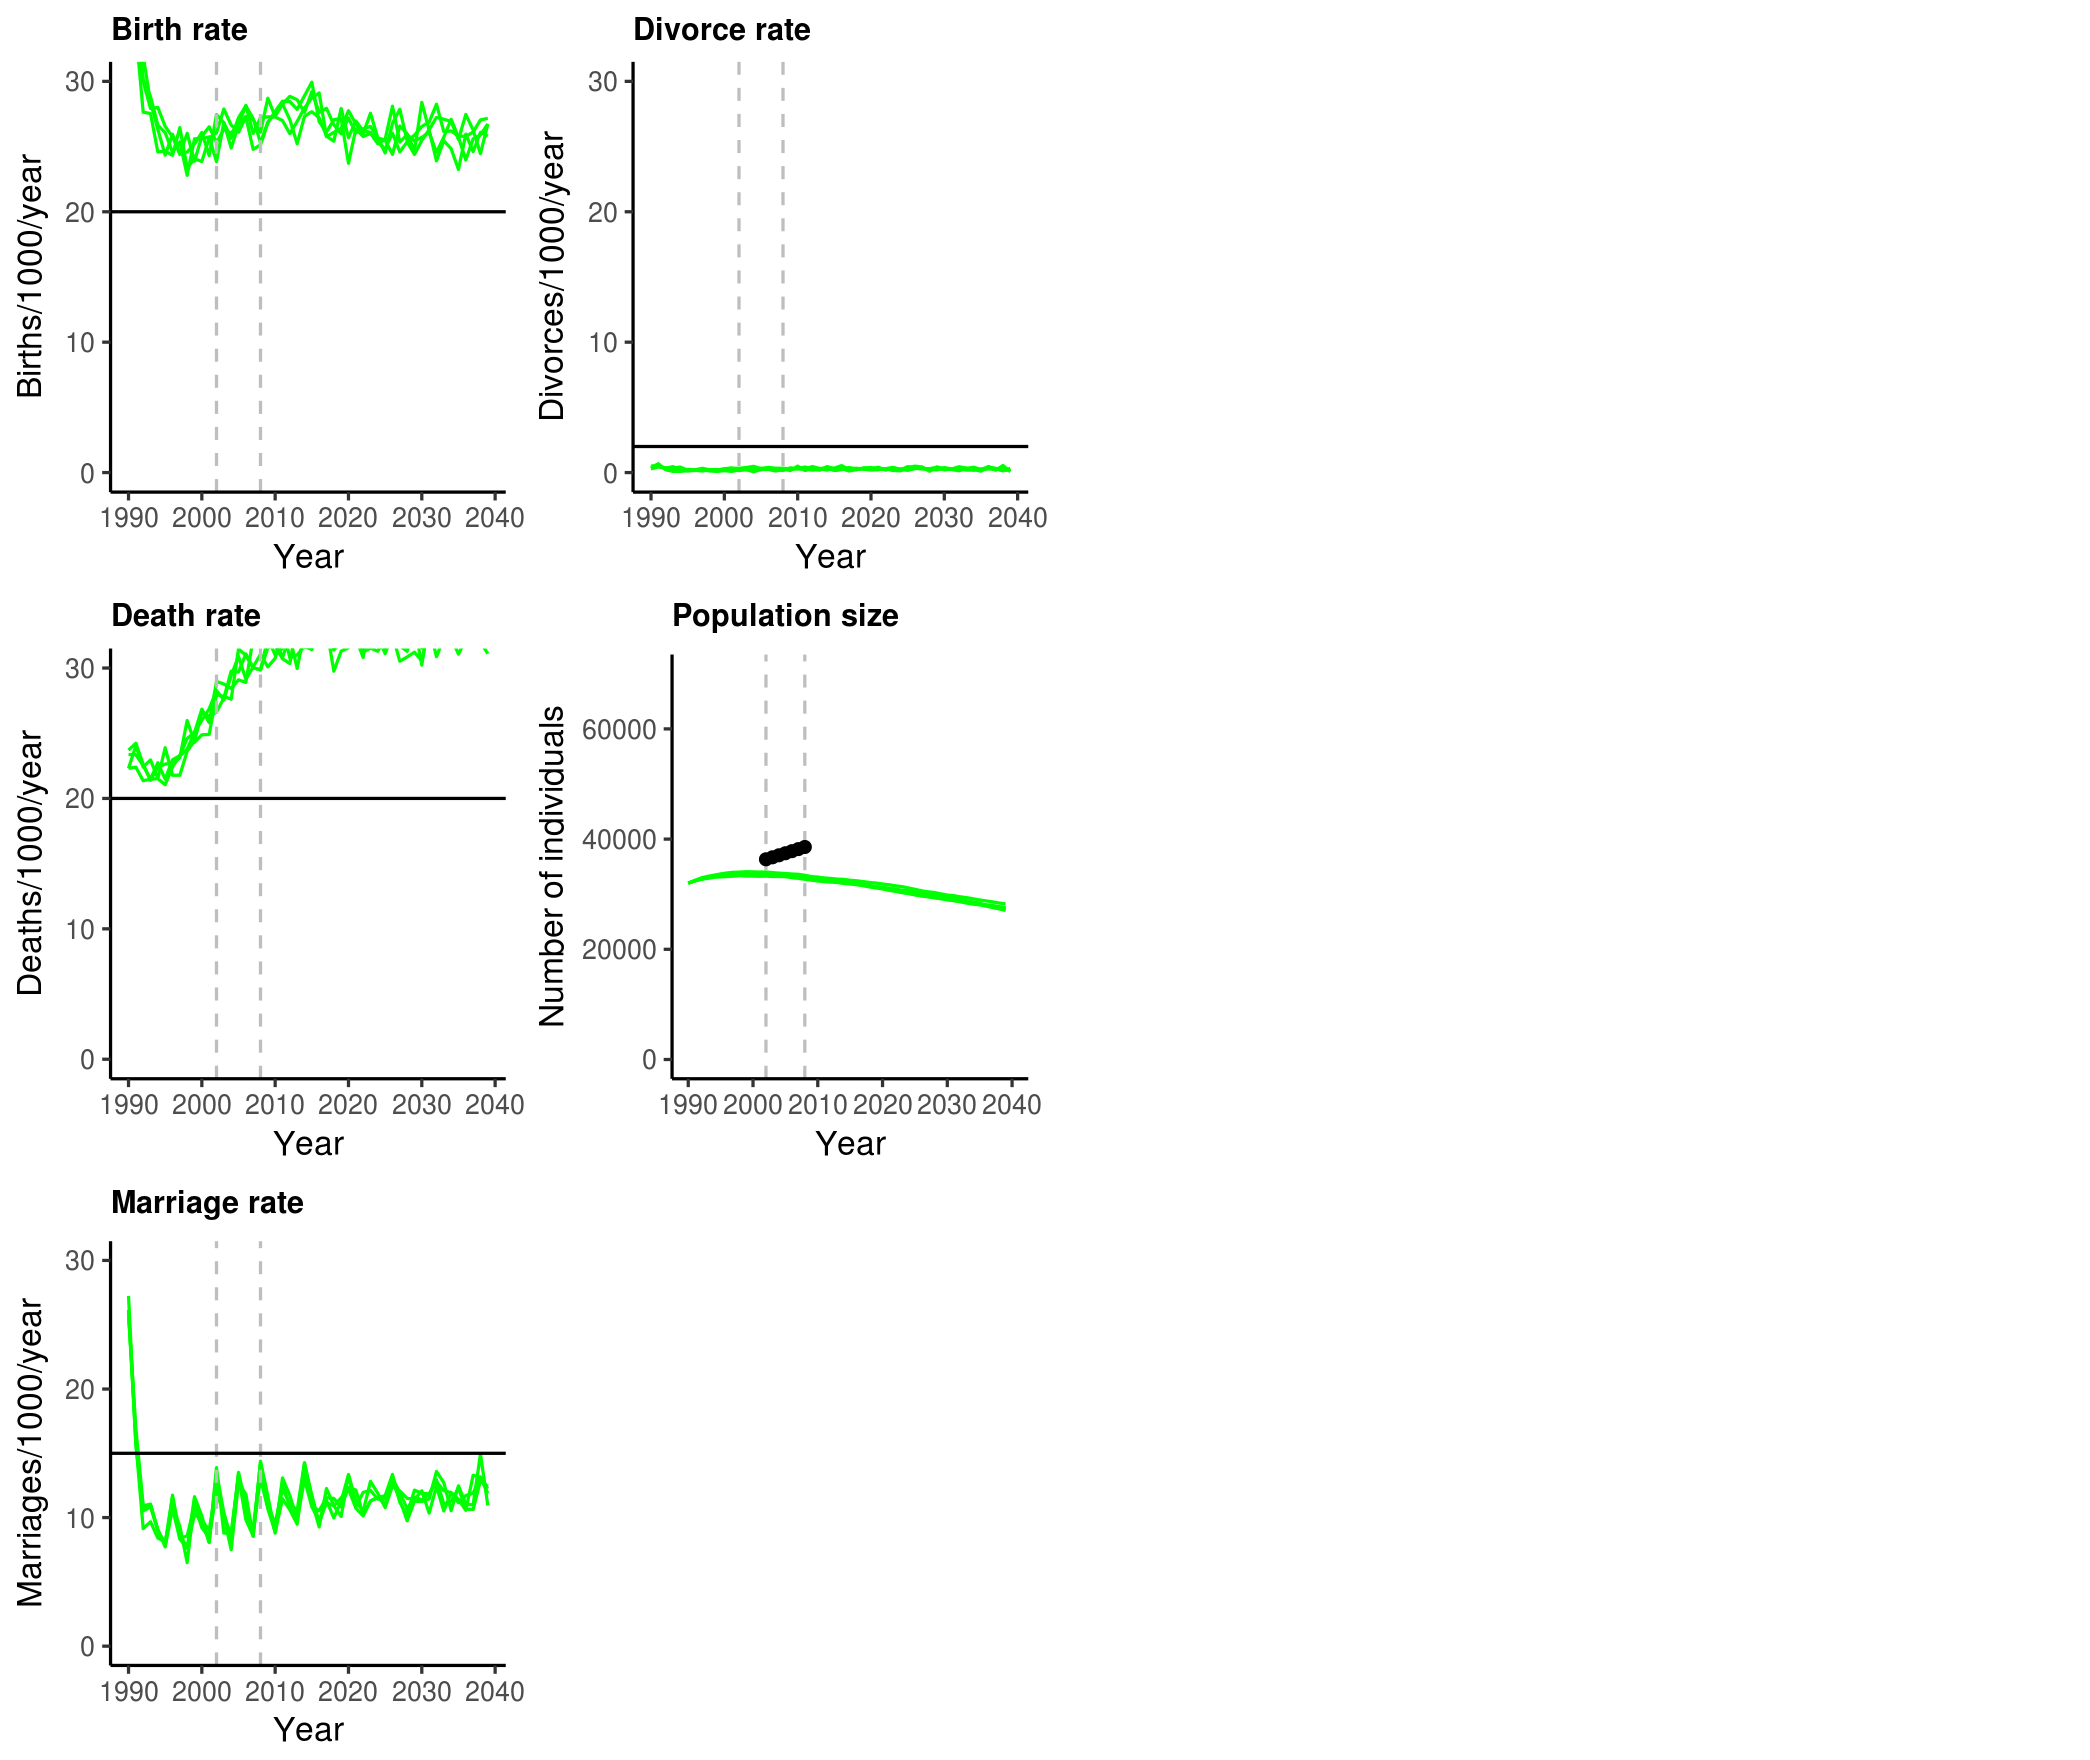 Birth rate
Births/1000/year
30
20
10
0
1990 2000 2010 2020 2030 2040
Year
Divorce rate
Divorces/1000/year
30
20
10
0
1990 2000 2010 2020 2030 2040
Year
Death rate
Deaths/1000/year
30
20
10
0
1990 2000 2010 2020 2030 2040
Year
Population size
Number of individuals
60000
40000
20000
0
1990 2000 2010 2020 2030 2040
Year
Marriage rate
Marriages/1000/year
30
20
10
0
1990 2000 2010 2020 2030 2040
Year